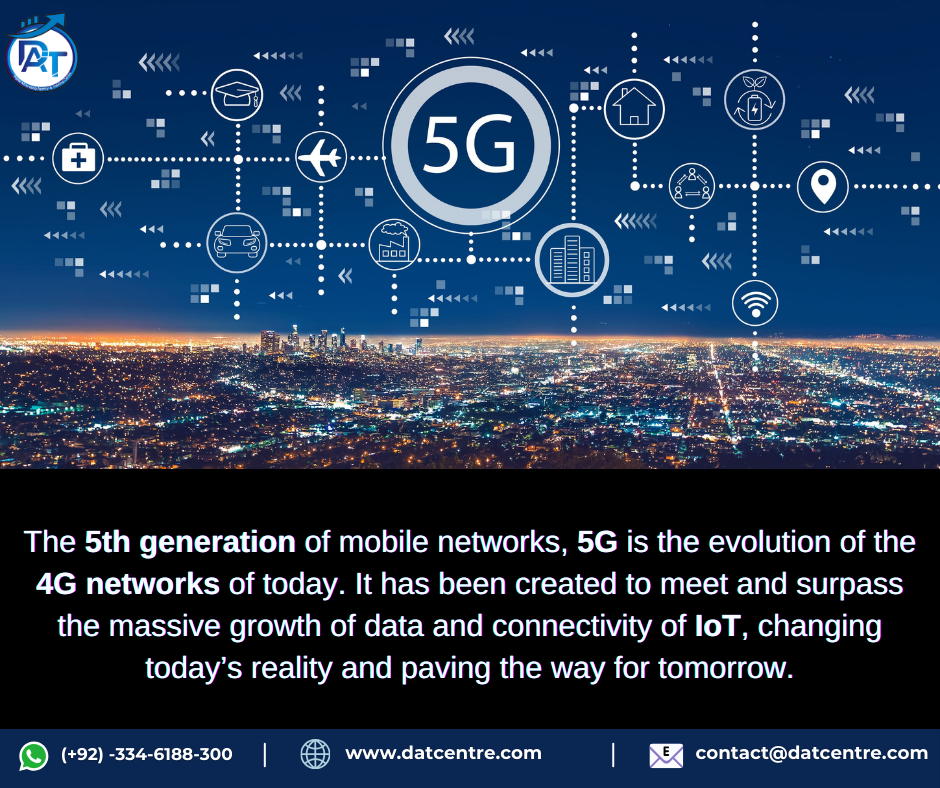 DAT
5G
The 5th generation of mobile networks, 5G is the evolution of the
4G networks of today. It has been created to meet and surpass
the massive growth of data and connectivity of IoT, changing
today’s reality and paving the way for tomorrow.
(+92) -334-6188-300 | www.datcentre.com | E contact@datcentre.com